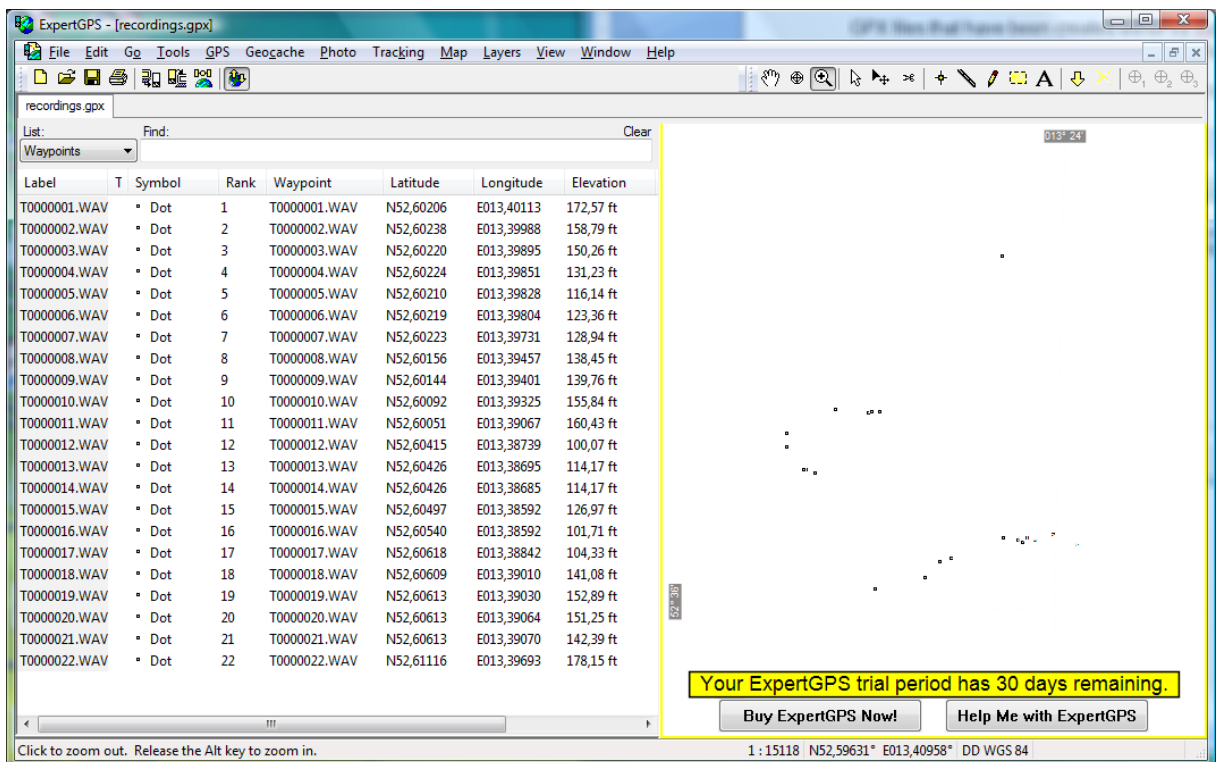 ExpertGPS - [recordings.gpx]
File Edit Go Tools GPS Geocache Photo Tracking Map Layers View Window Help
recordings.gpx
List: Find: Clear
Waypoints
013° 24'
Label T Symbol Rank Waypoint Latitude Longitude Elevation
T0000001.WAV Dot 1 T0000001.WAV N52,60206 E013,40113 172,57 ft
T0000002.WAV Dot 2 T0000002.WAV N52,60238 E013,39988 158,79 ft
T0000003.WAV Dot 3 T0000003.WAV N52,60220 E013,39895 150,26 ft
T0000004.WAV Dot 4 T0000004.WAV N52,60224 E013,39851 131,23 ft
T0000005.WAV Dot 5 T0000005.WAV N52,60210 E013,39828 116,14 ft
T0000006.WAV Dot 6 T0000006.WAV N52,60219 E013,39804 123,36 ft
T0000007.WAV Dot 7 T0000007.WAV N52,60223 E013,39731 128,94 ft
T0000008.WAV Dot 8 T0000008.WAV N52,60156 E013,39457 138,45 ft
T0000009.WAV Dot 9 T0000009.WAV N52,60144 E013,39401 139,76 ft
T0000010.WAV Dot 10 T0000010.WAV N52,60092 E013,39325 155,84 ft
T0000011.WAV Dot 11 T0000011.WAV N52,60051 E013,39067 160,43 ft
T0000012.WAV Dot 12 T0000012.WAV N52,60415 E013,38739 100,07 ft
T0000013.WAV Dot 13 T0000013.WAV N52,60426 E013,38695 114,17 ft
T0000014.WAV Dot 14 T0000014.WAV N52,60426 E013,38685 114,17 ft
T0000015.WAV Dot 15 T0000015.WAV N52,60497 E013,38592 126,97 ft
T0000016.WAV Dot 16 T0000016.WAV N52,60540 E013,38592 101,71 ft
T0000017.WAV Dot 17 T0000017.WAV N52,60618 E013,38842 104,33 ft
T0000018.WAV Dot 18 T0000018.WAV N52,60609 E013,39010 141,08 ft
T0000019.WAV Dot 19 T0000019.WAV N52,60613 E013,39030 152,89 ft
T0000020.WAV Dot 20 T0000020.WAV N52,60613 E013,39064 151,25 ft
T0000021.WAV Dot 21 T0000021.WAV N52,60613 E013,39070 142,39 ft
T0000022.WAV Dot 22 T0000022.WAV N52,61116 E013,39693 178,15 ft
52° 36'
Your ExpertGPS trial period has 30 days remaining.
Buy ExpertGPS Now! Help Me with ExpertGPS
Click to zoom out. Release the Alt key to zoom in. 1 : 15118 N52,59631° E013,40958° DD WGS 84